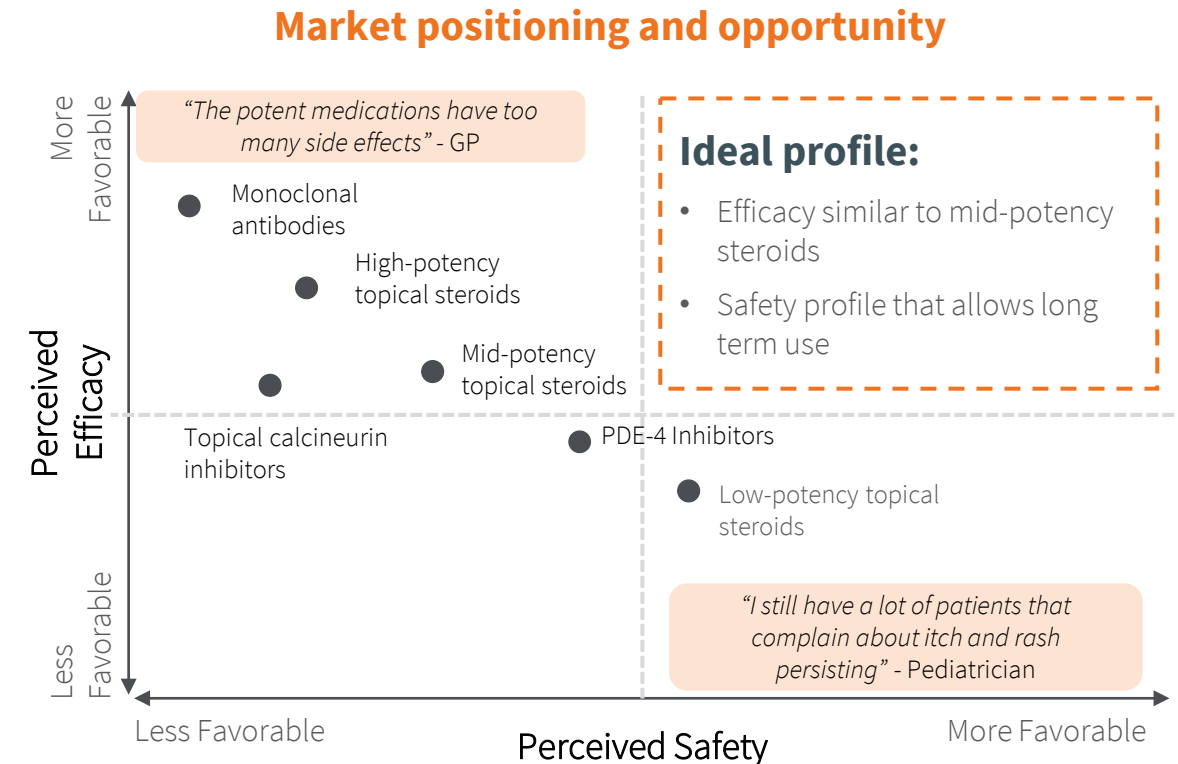 Market positioning and opportunity
More
Favorable
“The potent medications have too
many side effects” - GP
Ideal profile:
• Efficacy similar to mid-potency
steroids
• Safety profile that allows long
term use
Monoclonal
antibodies
High-potency
topical steroids
Mid-potency
topical steroids
Perceived
Efficacy
Topical calcineurin
inhibitors
PDE-4 Inhibitors
Low-potency topical
steroids
Less
Favorable
“I still have a lot of patients that
complain about itch and rash
persisting” - Pediatrician
Less Favorable
Perceived Safety
More Favorable